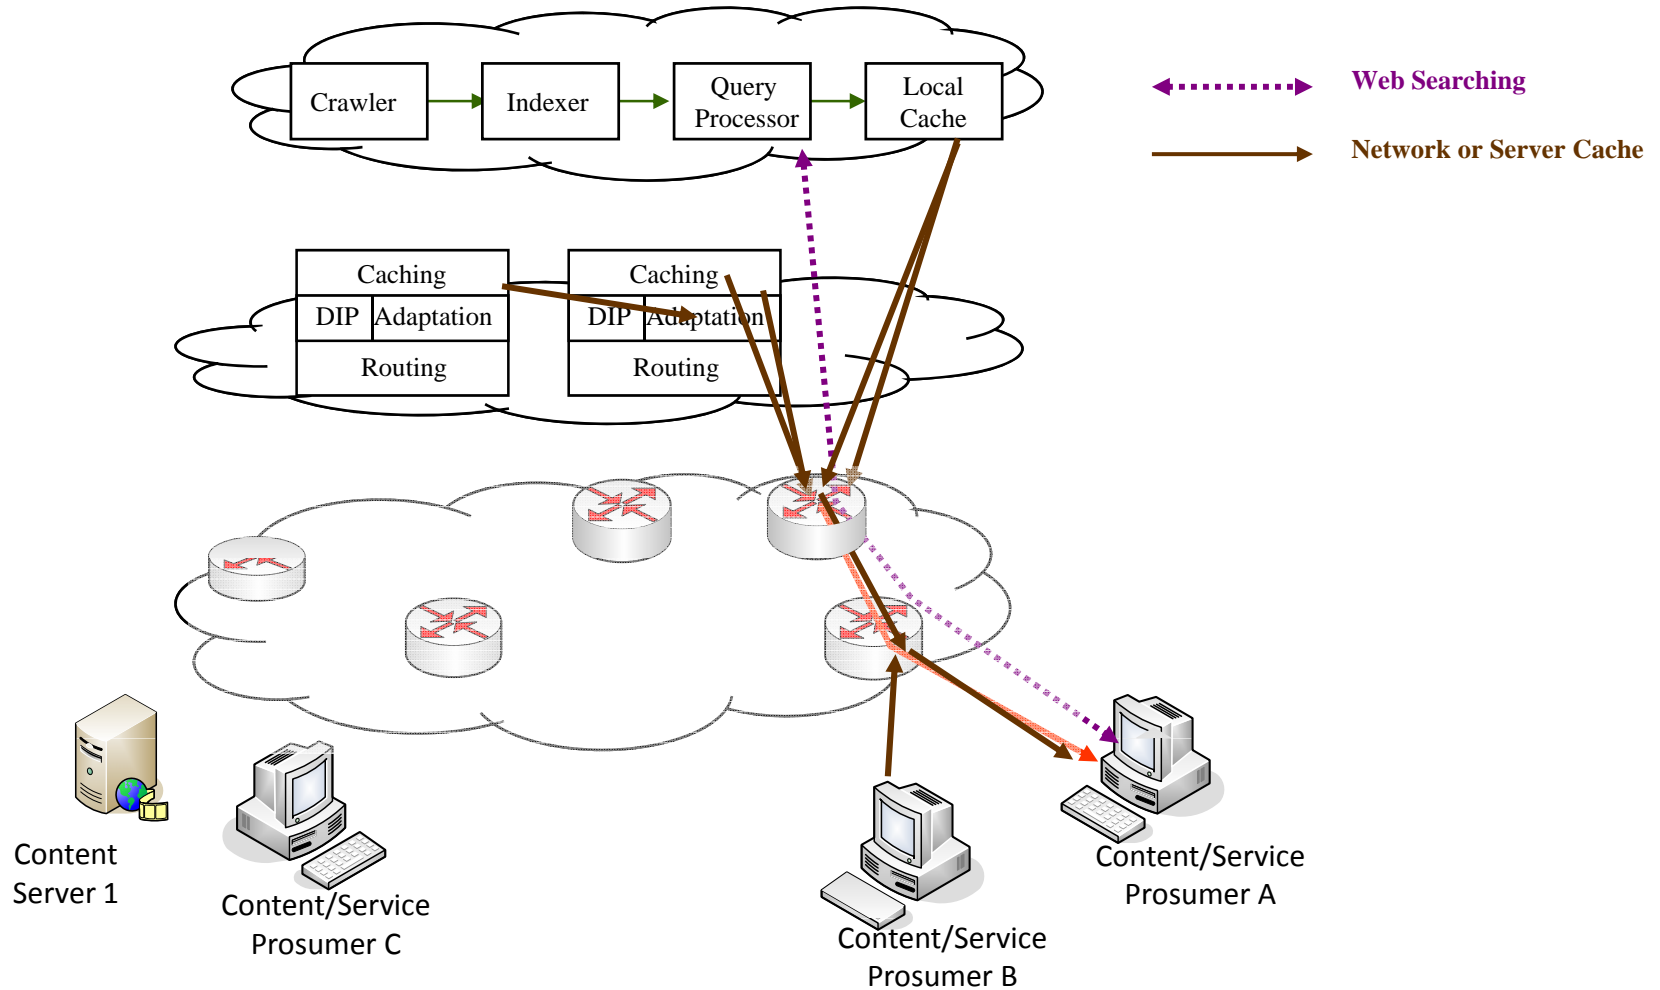 Crawler
Indexer
Query
Processor
Local
Cache
Web Searching
Network or Server Cache
Caching
DIP
Adaptation
Routing
Caching
DIP
Adaptation
Routing
Content
Server 1
Content/Service
Prosumer C
Content/Service
Prosumer B
Content/Service
Prosumer A